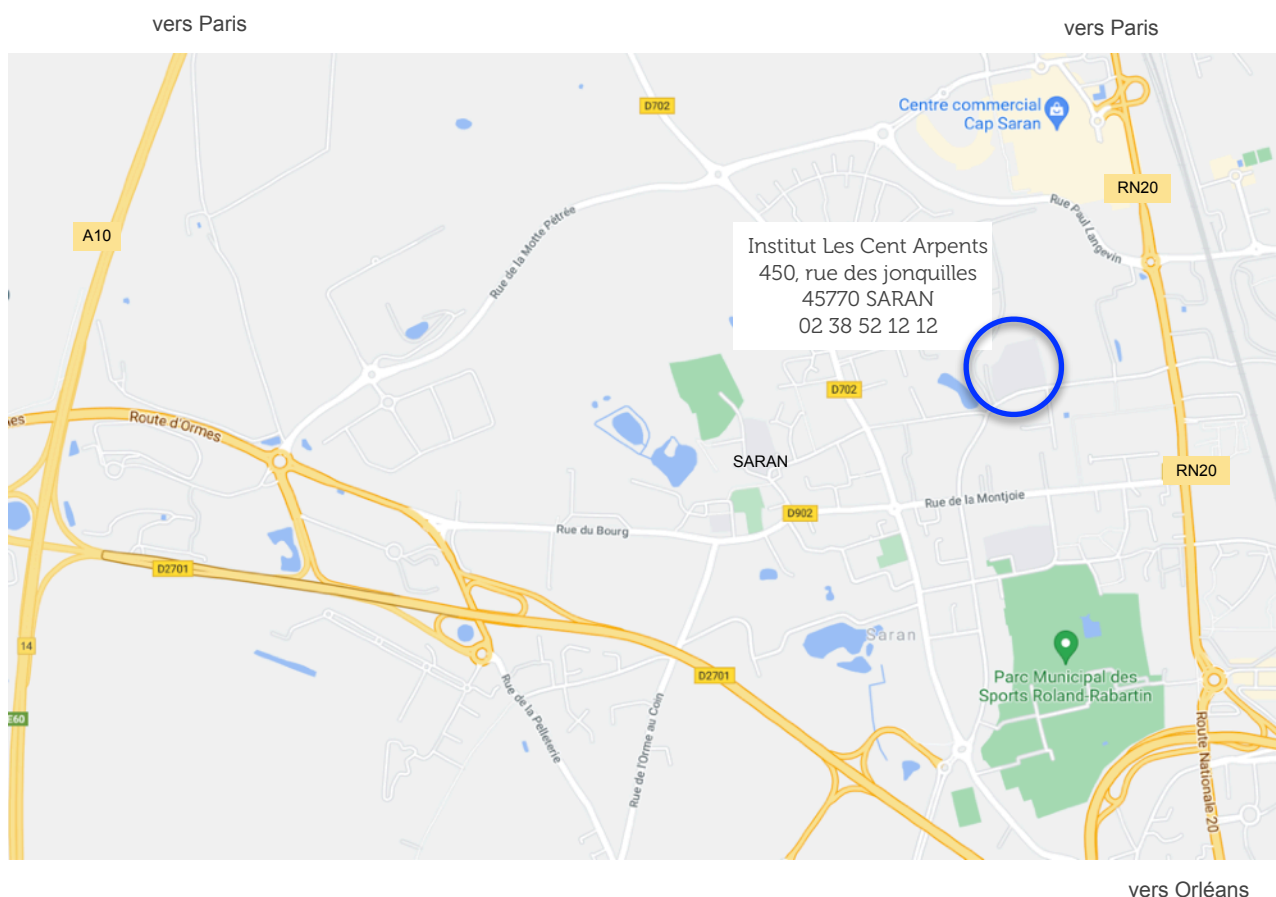 vers Paris
vers Paris
D702
Centre commercial
Cap Saran
RN20
Rue Paul Langevin
A10
Rue de la Motte Pétrée
Institut Les Cent Arpents
450, rue des jonquilles
45770 SARAN
02 38 52 12 12
D702
Route d'Ormes
SARAN
RN20
Rue de la Montjoie
D902
Rue du Bourg
D2701
14
Saran
D2701
Parc Municipal des
Sports Roland-Rabartin
Rue de la Pelleterie
Rue de l'Orme au Coin
E60
Route Nationale 20
vers Orléans